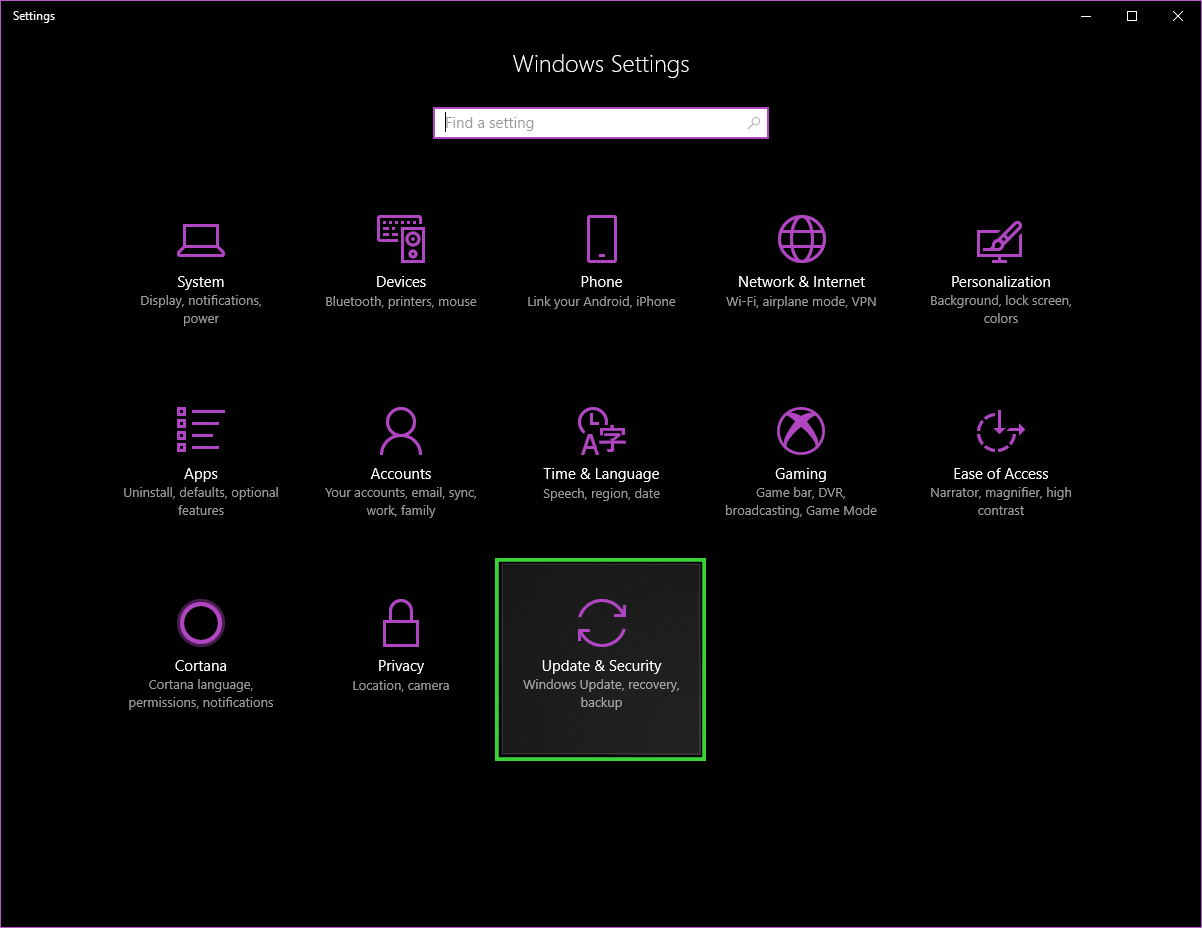 Settings
Windows Settings
Find a setting
System
Display, notifications,
power
Devices
Bluetooth, printers, mouse
Phone
Link your Android, iPhone
Network & Internet
Wi-Fi, airplane mode, VPN
Personalization
Background, lock screen,
colors
Apps
Uninstall, defaults, optional
features
Accounts
Your accounts, email, sync,
work, family
A字
Time & Language
Speech, region, date
Gaming
Game bar, DVR,
broadcasting, Game Mode
Ease of Access
Narrator, magnifier, high
contrast
Cortana
Cortana language,
permissions, notifications
Privacy
Location, camera
Update & Security
Windows Update, recovery,
backup